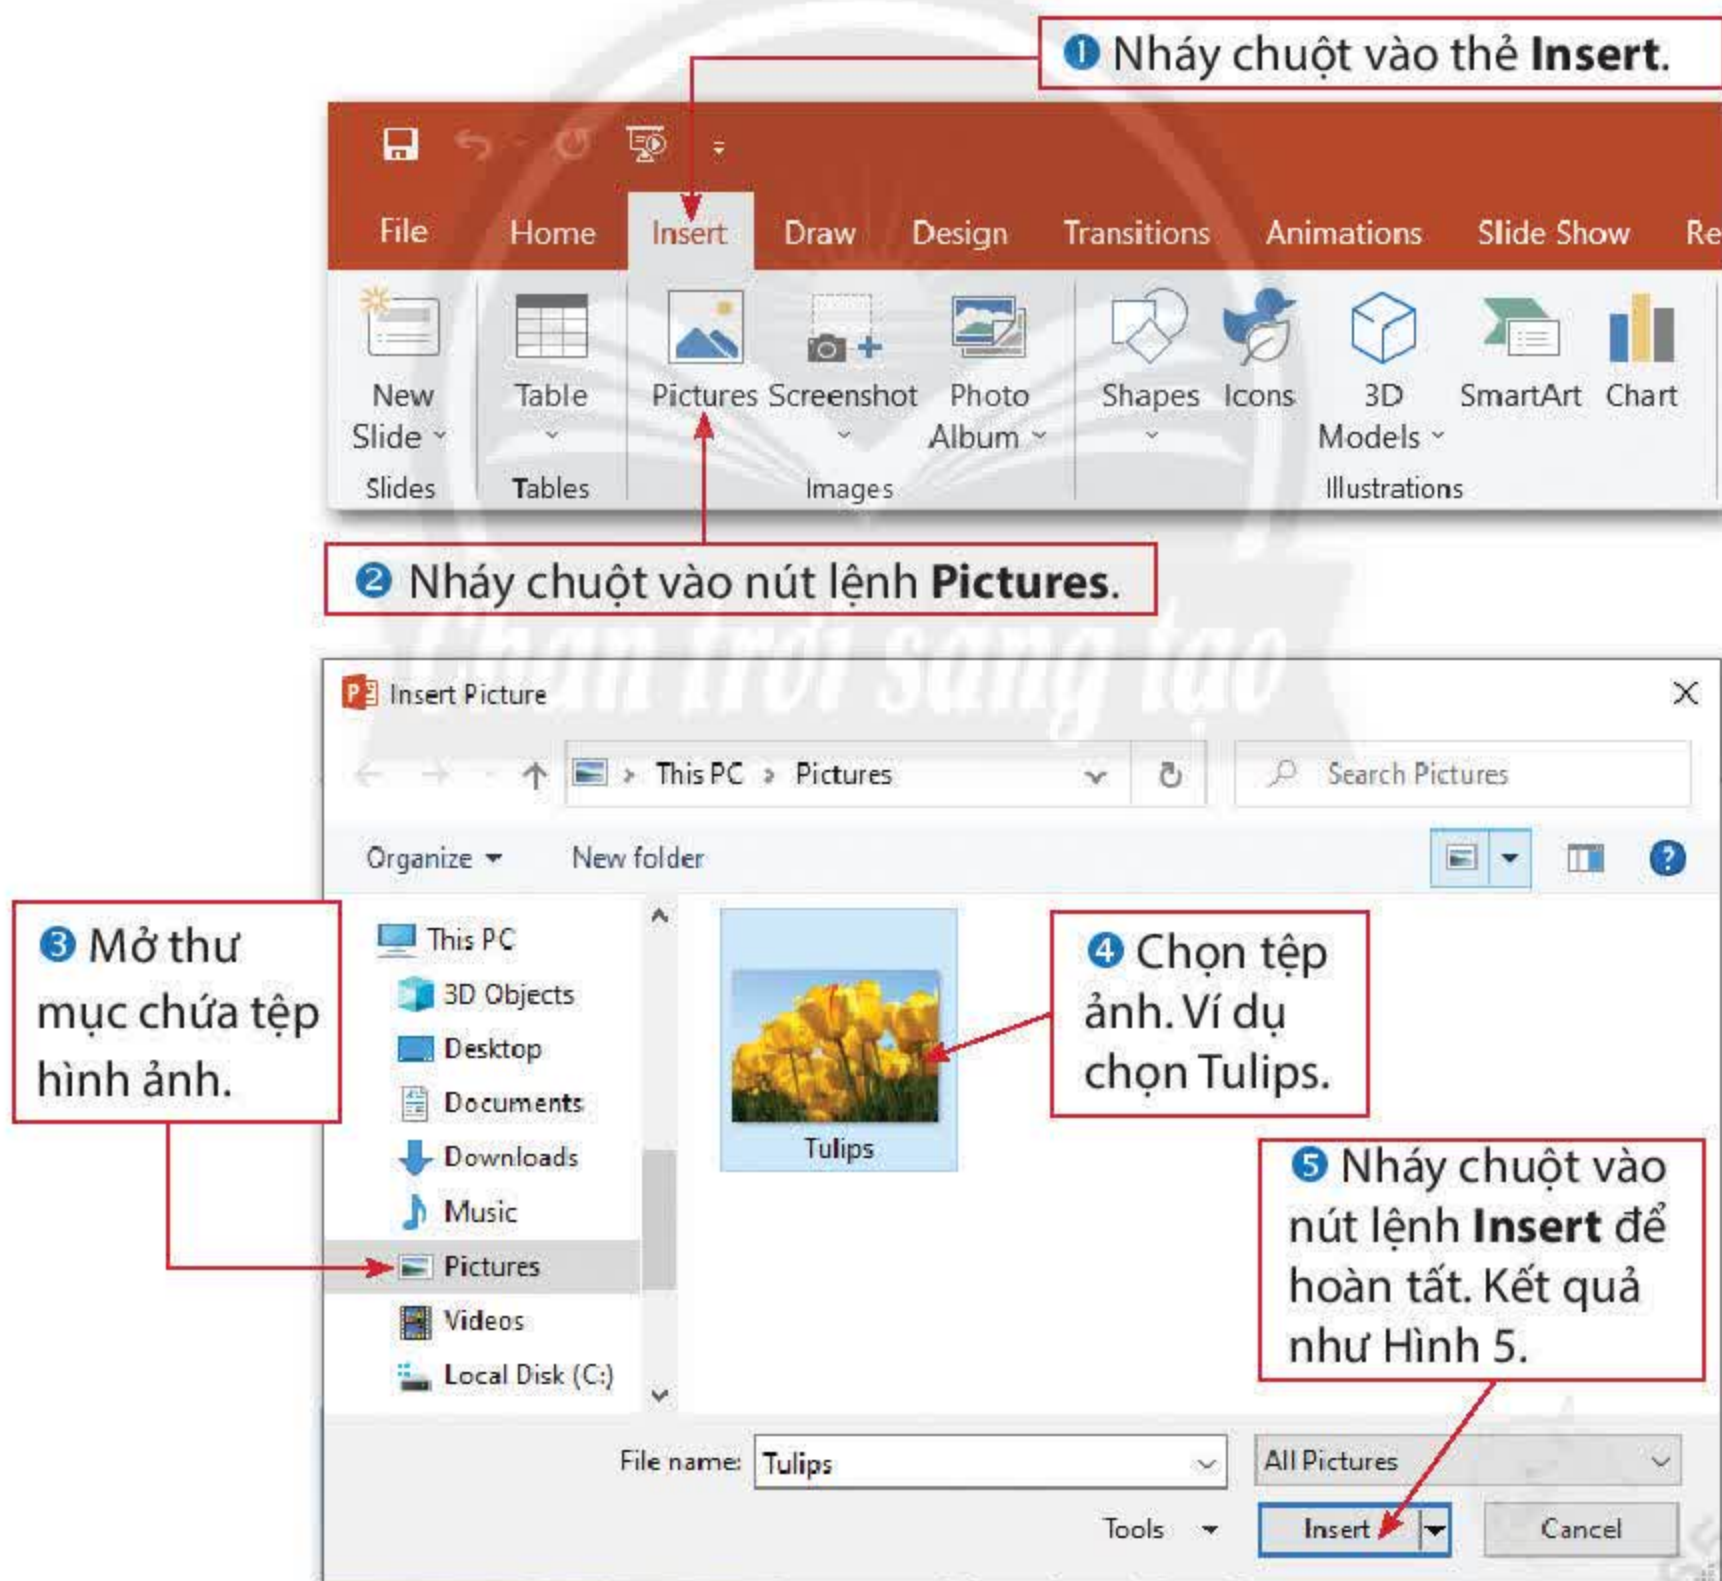 ❶ Nháy chuột vào thẻ Insert.
File Home Insert Draw Design Transitions Animations Slide Show Re
New Slide
Table
Pictures
Screenshot
Photo Album
Shapes
Icons
3D Models
SmartArt
Chart
Slides Tables Images Illustrations
❷ Nháy chuột vào nút lệnh Pictures.
Chân trời sáng tạo
Insert Picture
This PC > Pictures
Search Pictures
Organize New folder
❸ Mở thư
mục chứa tệp
hình ảnh.
This PC
3D Objects
Desktop
Documents
Downloads
Music
Pictures
Videos
Local Disk (C:)
Tulips
❹ Chọn tệp
ảnh. Ví dụ
chọn Tulips.
❺ Nháy chuột vào
nút lệnh Insert để
hoàn tất. Kết quả
như Hình 5.
File name: Tulips All Pictures
Tools Insert Cancel